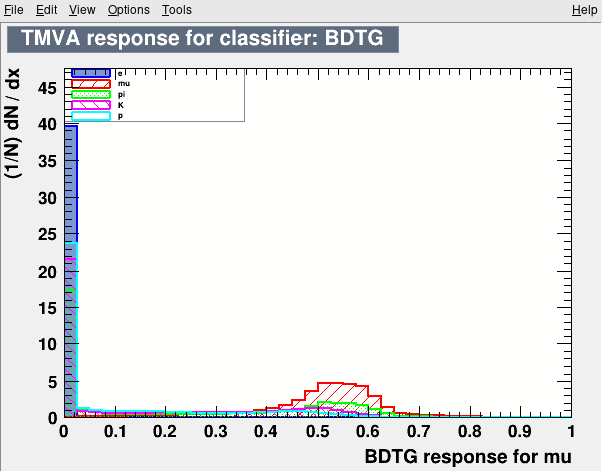 File Edit View Options Tools Help
TMVA response for classifier: BDTG
(1/N) dN / dx
e
mu
pi
K
p
45
40
35
30
25
20
15
10
5
0
0 0.1 0.2 0.3 0.4 0.5 0.6 0.7 0.8 0.9 1
BDTG response for mu